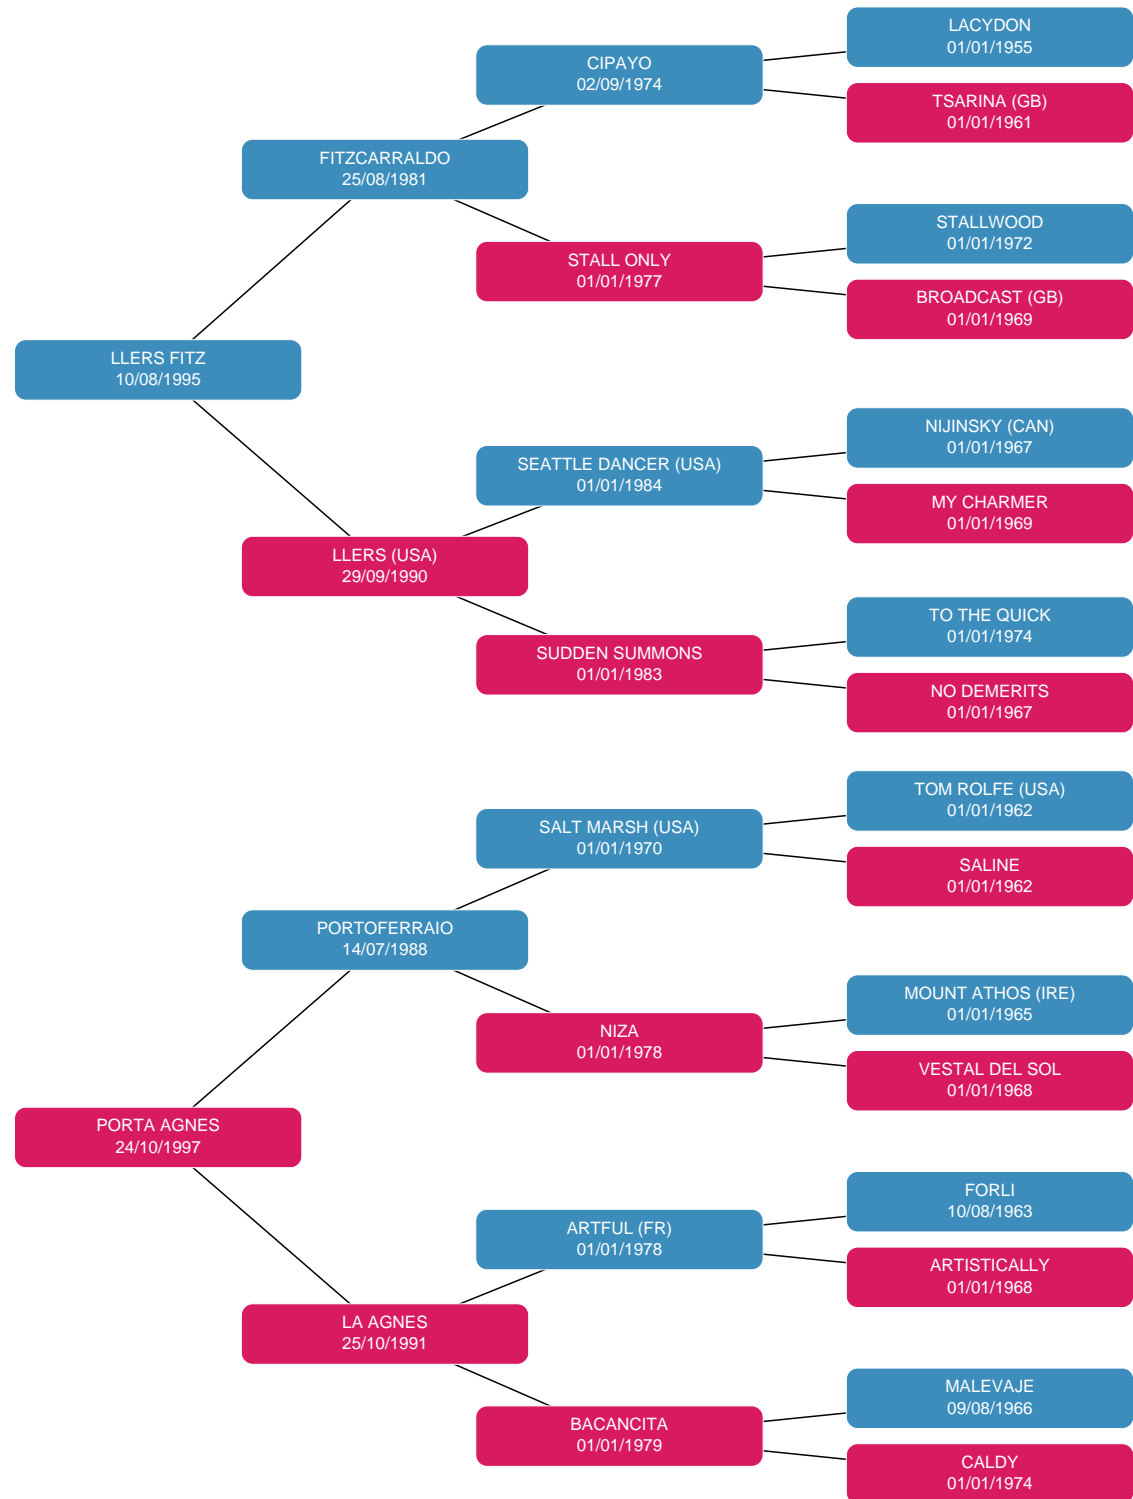 LACYDON
01/01/1955
CIPAYO
02/09/1974
TSARINA (GB)
01/01/1961
FITZCARRALDO
25/08/1981
STALLWOOD
01/01/1972
STALL ONLY
01/01/1977
BROADCAST (GB)
01/01/1969
LLERS FITZ
10/08/1995
NIJINSKY (CAN)
01/01/1967
SEATTLE DANCER (USA)
01/01/1984
MY CHARMER
01/01/1969
LLERS (USA)
29/09/1990
TO THE QUICK
01/01/1974
SUDDEN SUMMONS
01/01/1983
NO DEMERITS
01/01/1967
TOM ROLFE (USA)
01/01/1962
SALT MARSH (USA)
01/01/1970
SALINE
01/01/1962
PORTOFERRAIO
14/07/1988
MOUNT ATHOS (IRE)
01/01/1965
NIZA
01/01/1978
VESTAL DEL SOL
01/01/1968
PORTA AGNES
24/10/1997
FORLI
10/08/1963
ARTFUL (FR)
01/01/1978
ARTISTICALLY
01/01/1968
LA AGNES
25/10/1991
MALEVAJE
09/08/1966
BACANCITA
01/01/1979
CALDY
01/01/1974